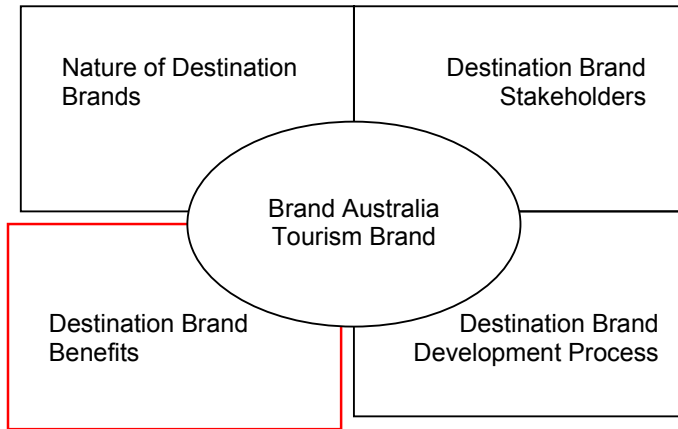 Nature of Destination
Brands
Destination Brand
Stakeholders
Brand Australia
Tourism Brand
Destination Brand
Benefits
Destination Brand
Development Process